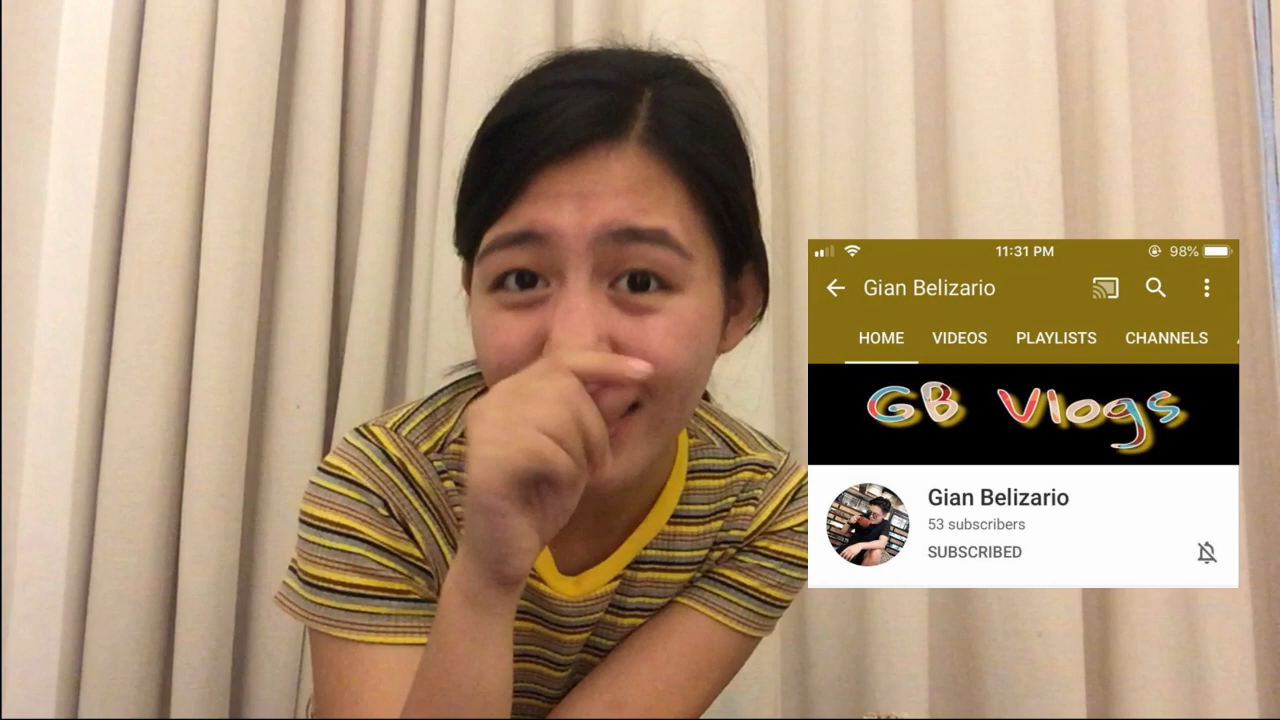 11:31 PM 98%
Gian Belizario
HOME VIDEOS PLAYLISTS CHANNELS
GB Vlogs
Gian Belizario
53 subscribers
SUBSCRIBED